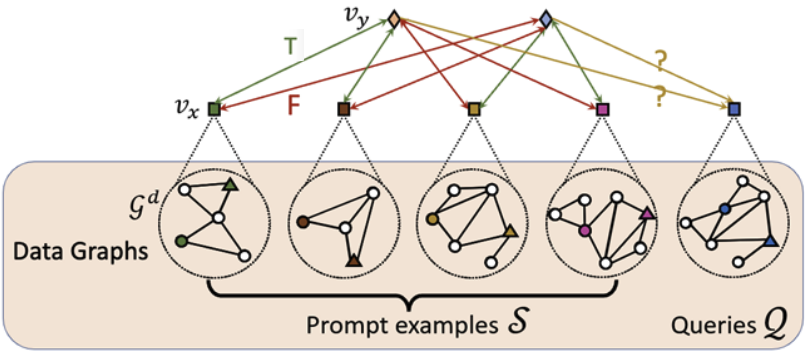 v_y
T
?
?
v_x
F
𝒢^d
Data Graphs
Prompt examples 𝒮
Queries 𝒬